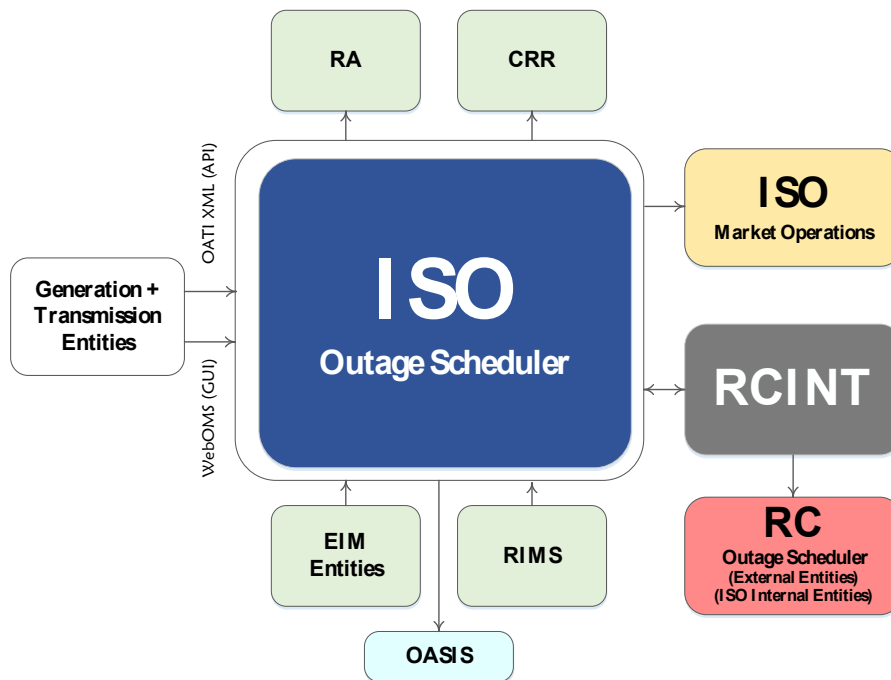 RA
CRR
OATI XML (API)
ISO
Market Operations
Generation +
Transmission
Entities
ISO
Outage Scheduler
WebOMS (GUI)
RCINT
EIM
Entities
RIMS
RC
Outage Scheduler
(External Entities)
(ISO Internal Entities)
OASIS